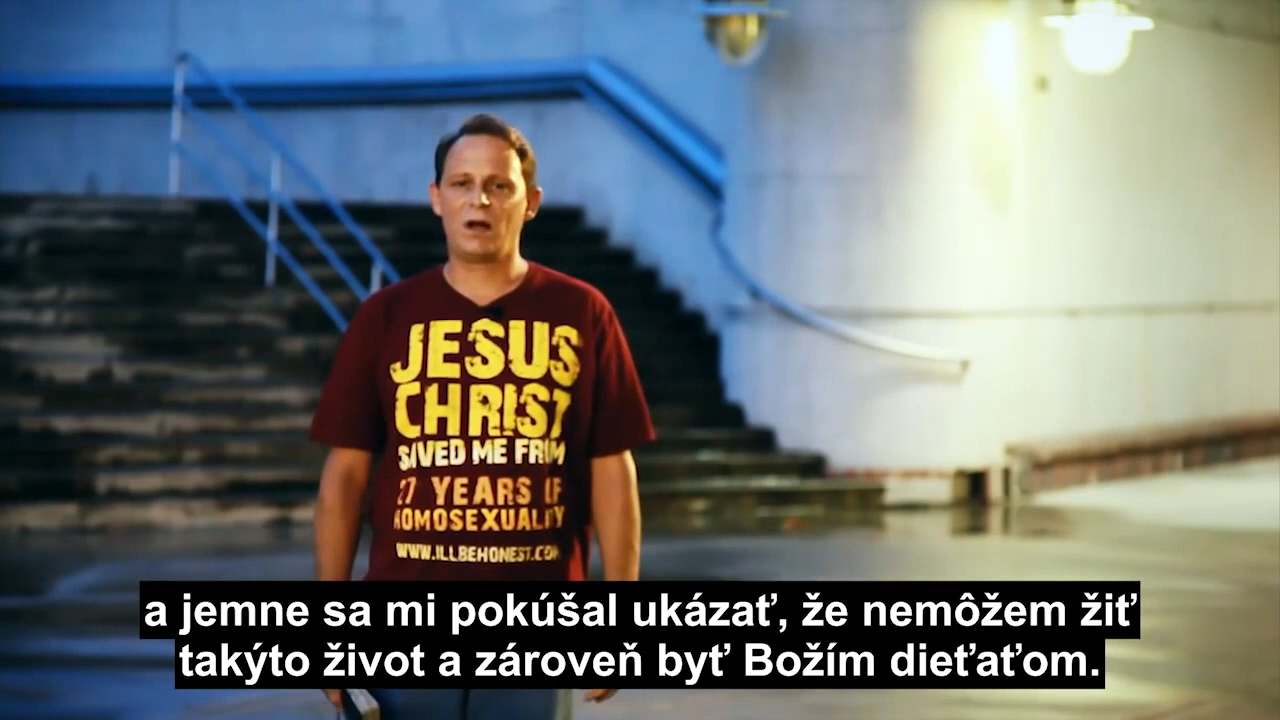 JESUS
CHRIST
SAVED ME FROM
27 YEARS OF
HOMOSEXUALITY
WWW.ILLBEHONEST.COM
a jemne sa mi pokúšal ukázať, že nemôžem žiť
takýto život a zároveň byť Božím dieťaťom.